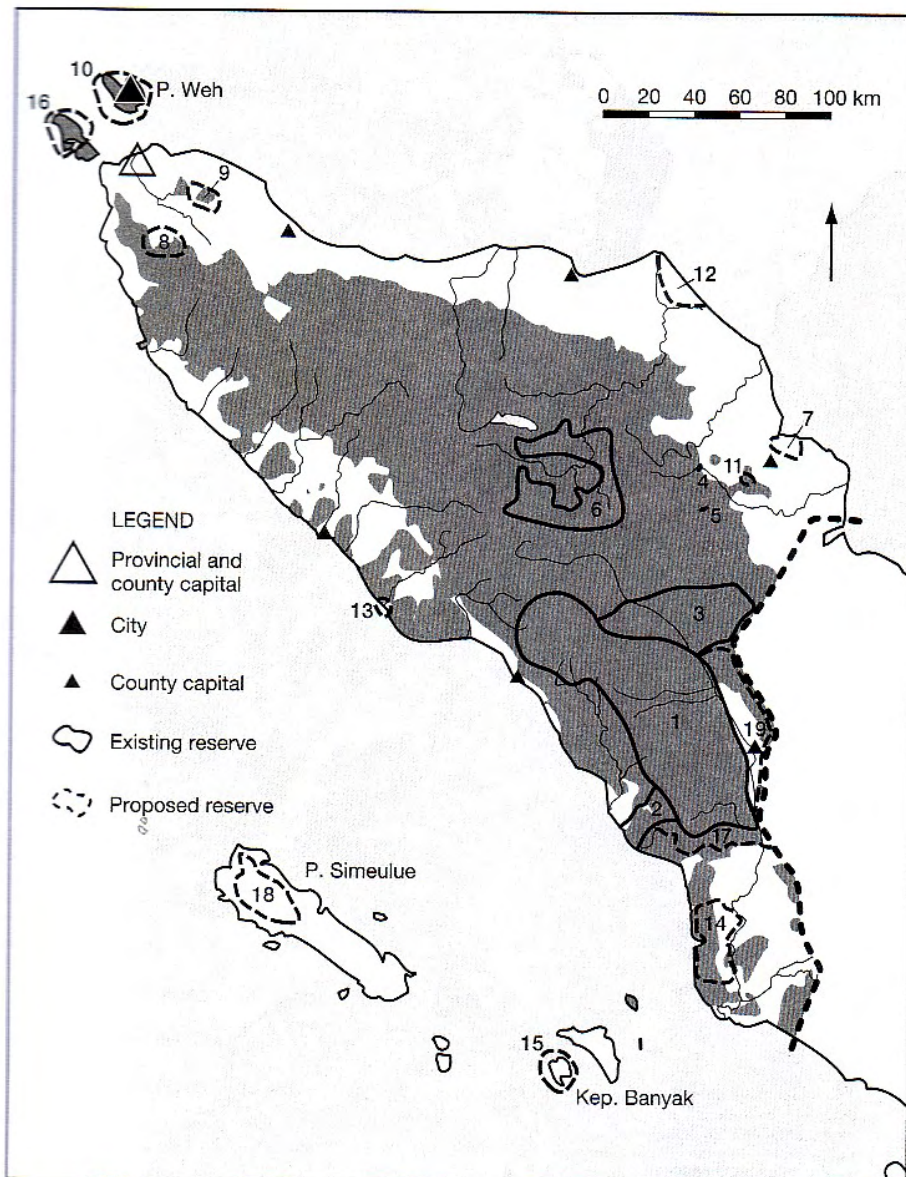 10
P. Weh
16
0 20 40 60 80 100 km
9
8
12
7
11
4
5
6
13
3
1
19
2
17
14
18
15
LEGEND
Provincial and
county capital
City
County capital
Existing reserve
Proposed reserve
P. Simeulue
Kep. Banyak